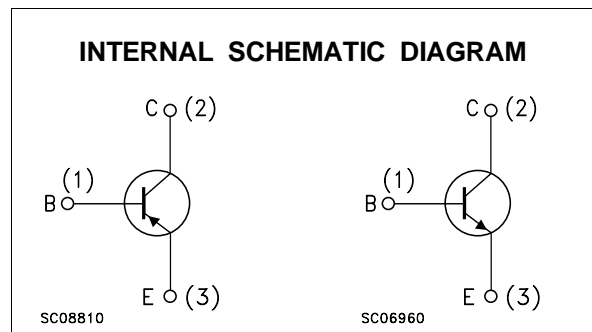 INTERNAL SCHEMATIC DIAGRAM
C (2)
(1)
B
E (3)
SC08810
C (2)
(1)
B
E (3)
SC06960